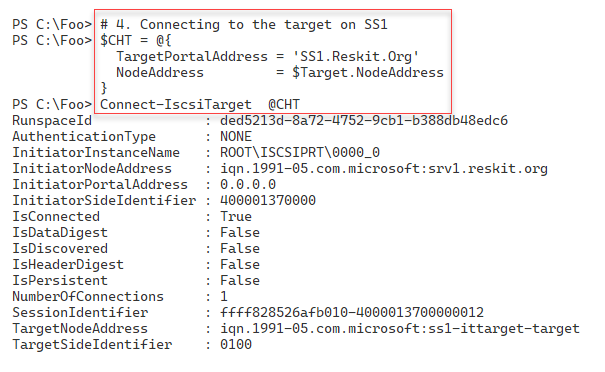 PS C:\Foo> # 4. Connecting to the target on SS1
PS C:\Foo> $CHT = @{
  TargetPortalAddress = 'SS1.Reskit.Org'
  NodeAddress         = $Target.NodeAddress
}
PS C:\Foo> Connect-IscsiTarget  @CHT
RunspaceId              : ded5213d-8a72-4752-9cb1-b388db48edc6
AuthenticationType      : NONE
InitiatorInstanceName   : ROOT\ISCSIPRT\0000_0
InitiatorNodeAddress    : iqn.1991-05.com.microsoft:srv1.reskit.org
InitiatorPortalAddress  : 0.0.0.0
InitiatorSideIdentifier : 400001370000
IsConnected             : True
IsDataDigest            : False
IsDiscovered            : False
IsHeaderDigest          : False
IsPersistent            : False
NumberOfConnections     : 1
SessionIdentifier       : ffff828526afb010-4000013700000012
TargetNodeAddress       : iqn.1991-05.com.microsoft:ss1-ittarget-target
TargetSideIdentifier    : 0100